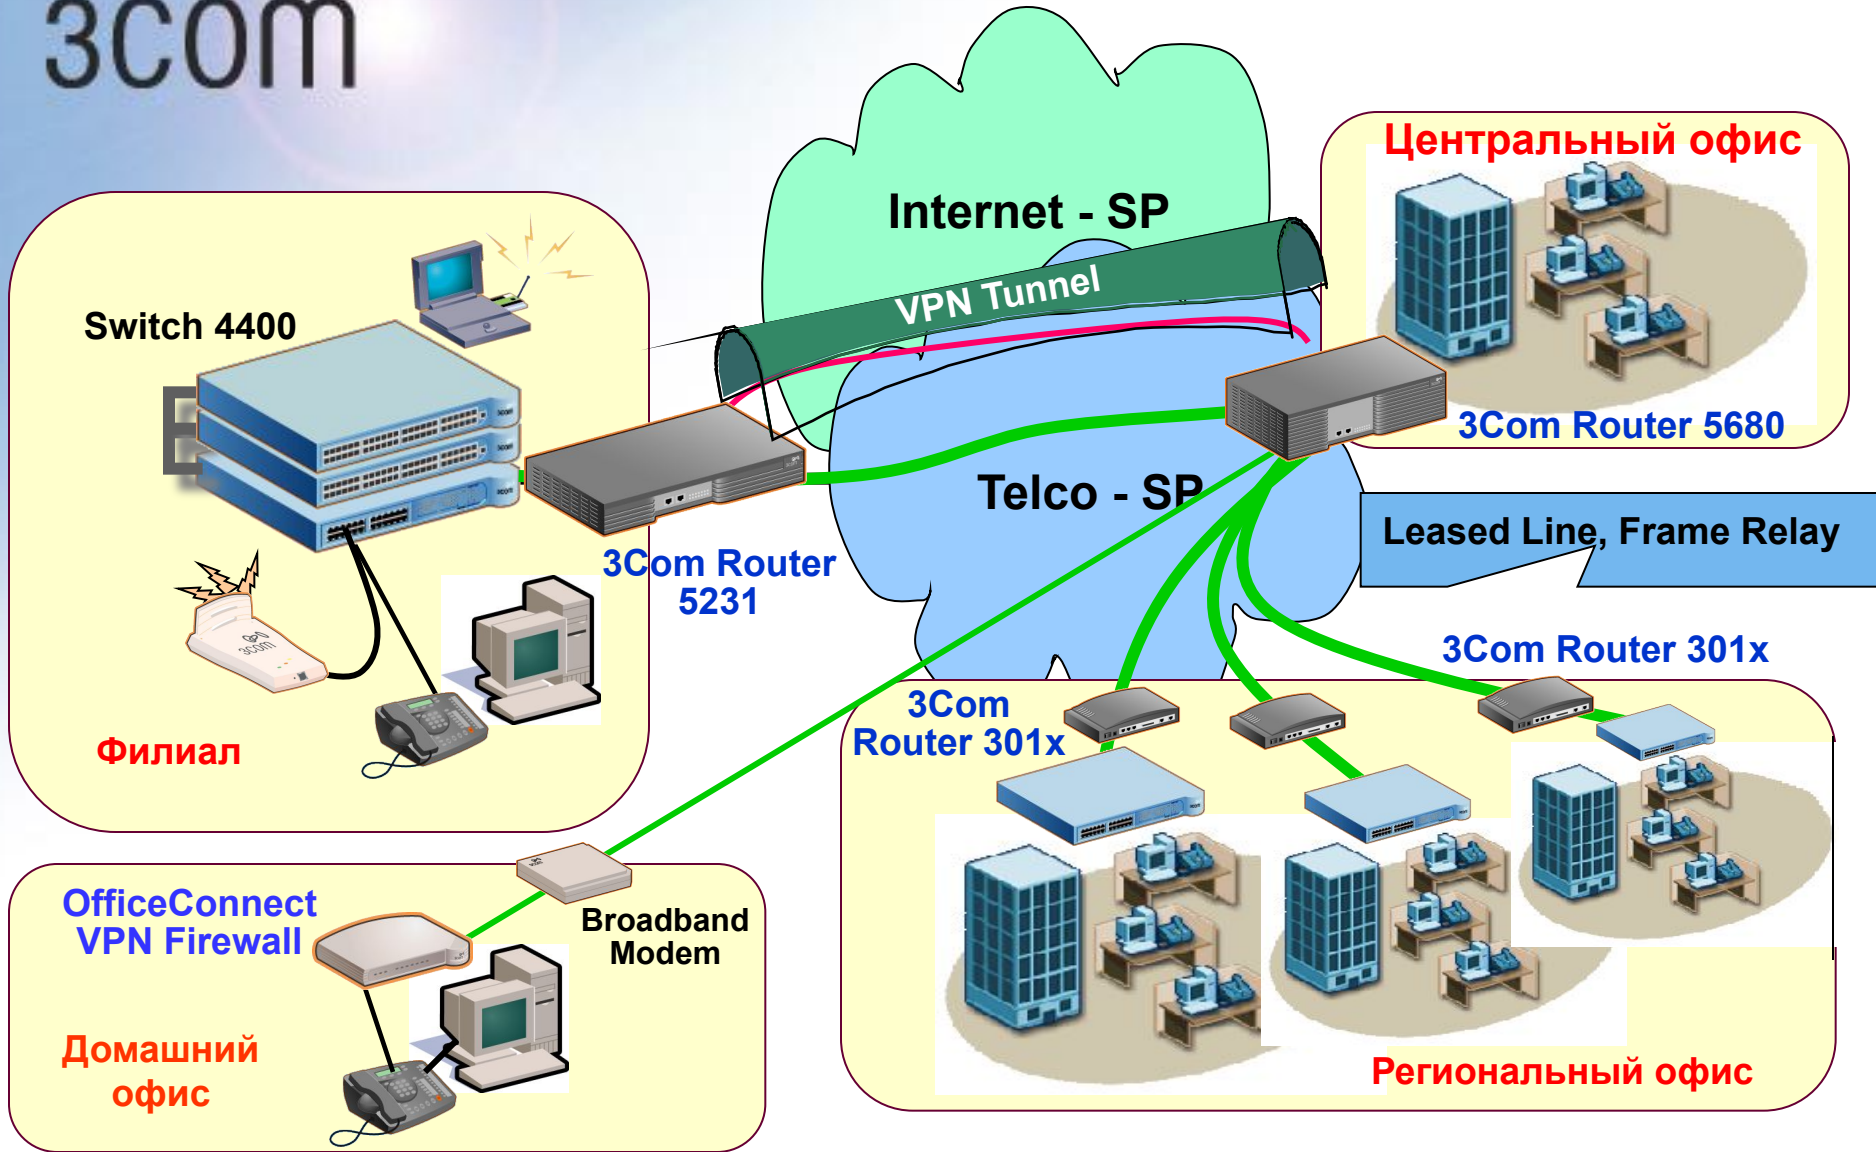 3com
Центральный офис
Internet - SP
VPN Tunnel
Switch 4400
3Com Router 5680
Telco - SP
Leased Line, Frame Relay
3Com Router
5231
3com
3Com Router 301x
3Com
Router 301x
Филиал
OfficeConnect
VPN Firewall
Broadband
Modem
Домашний
офис
Региональный офис